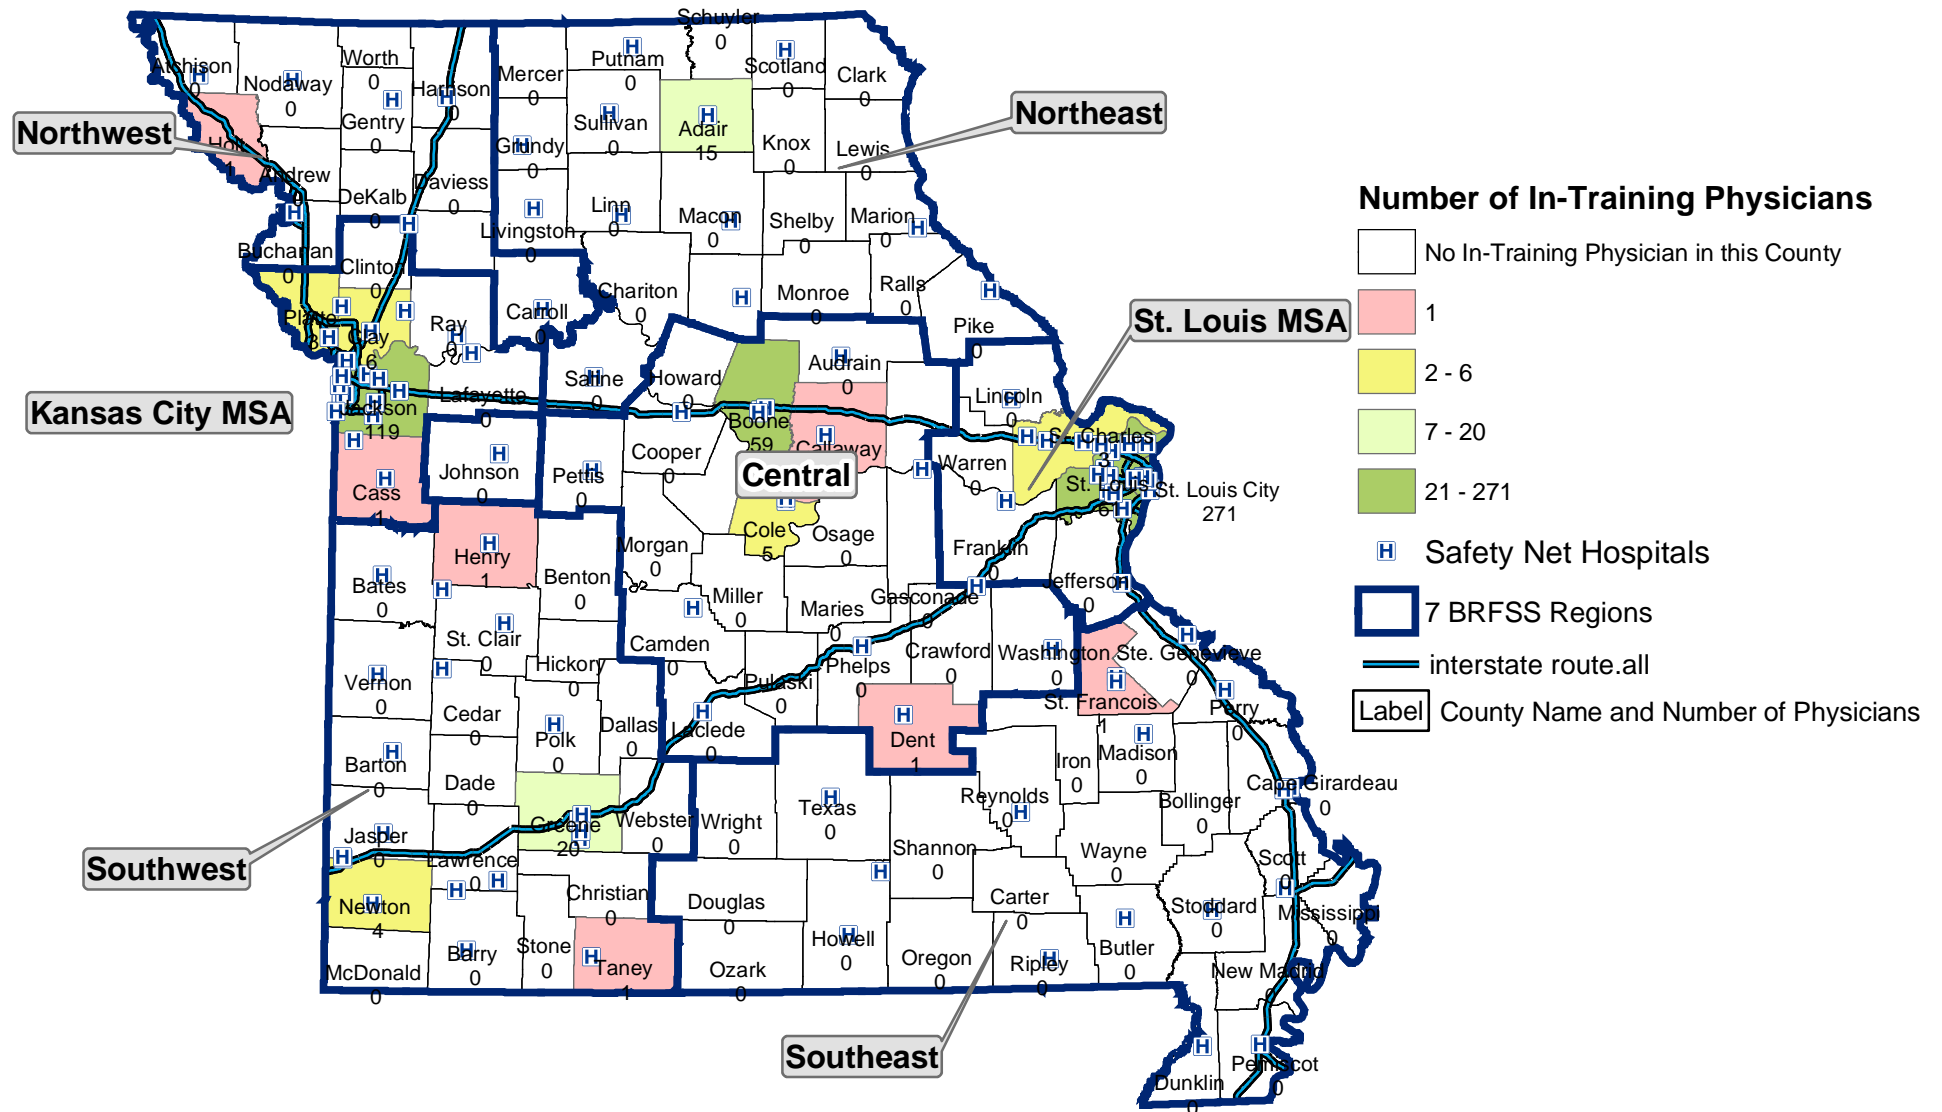 Schuyler
0
Putnam
0
Scotland
0
Clark
0
Atchison
0
Nodaway
0
Worth
0
Harrison
0
Mercer
0
Northeast
Northwest
Holt
1
Gentry
0
Grundy
0
Sullivan
0
Adair
15
Knox
0
Lewis
0
Andrew
0
DeKalb
0
Daviess
0
Livingston
0
Linn
0
Macon
0
Shelby
0
Marion
0
Number of In-Training Physicians
No In-Training Physician in this County
1
2 - 6
7 - 20
21 - 271
Safety Net Hospitals
7 BRFSS Regions
interstate route.all
Label
County Name and Number of Physicians
Buchanan
0
Clinton
0
Chariton
0
Monroe
0
Ralls
0
Pike
0
St. Louis MSA
Platte
3
Clay
6
Ray
0
Carroll
0
Audrain
0
Howard
0
Saline
0
Lafayette
0
Kansas City MSA
Jackson
119
Boone
59
Callaway
Lincoln
0
St. Charles
3
Warren
0
St. Louis
6
St. Louis City
271
Cass
1
Johnson
0
Pettis
0
Cooper
0
Central
Cole
5
Osage
0
Franklin
0
Jefferson
0
Henry
1
Bates
0
Benton
0
Morgan
0
Miller
0
Maries
0
Gasconade
0
St. Clair
0
Hickory
0
Camden
0
Pulaski
0
Phelps
0
Crawford
0
Washington
0
Ste. Genevieve
0
St. Francois
1
Perry
0
Vernon
0
Cedar
0
Polk
0
Dallas
0
Laclede
0
Dent
1
Iron
0
Madison
0
Cape Girardeau
0
Barton
0
Dade
0
Greene
20
Webster
0
Wright
0
Texas
0
Reynolds
0
Bollinger
0
Jasper
0
Southwest
Lawrence
0
Christian
0
Douglas
0
Shannon
0
Wayne
0
Scott
0
Newton
4
Carter
0
Stoddard
0
Mississippi
0
McDonald
0
Barry
0
Stone
0
Taney
1
Ozark
0
Howell
0
Oregon
0
Ripley
0
Butler
0
New Madrid
0
Southeast
Dunklin
0
Pemiscot
0